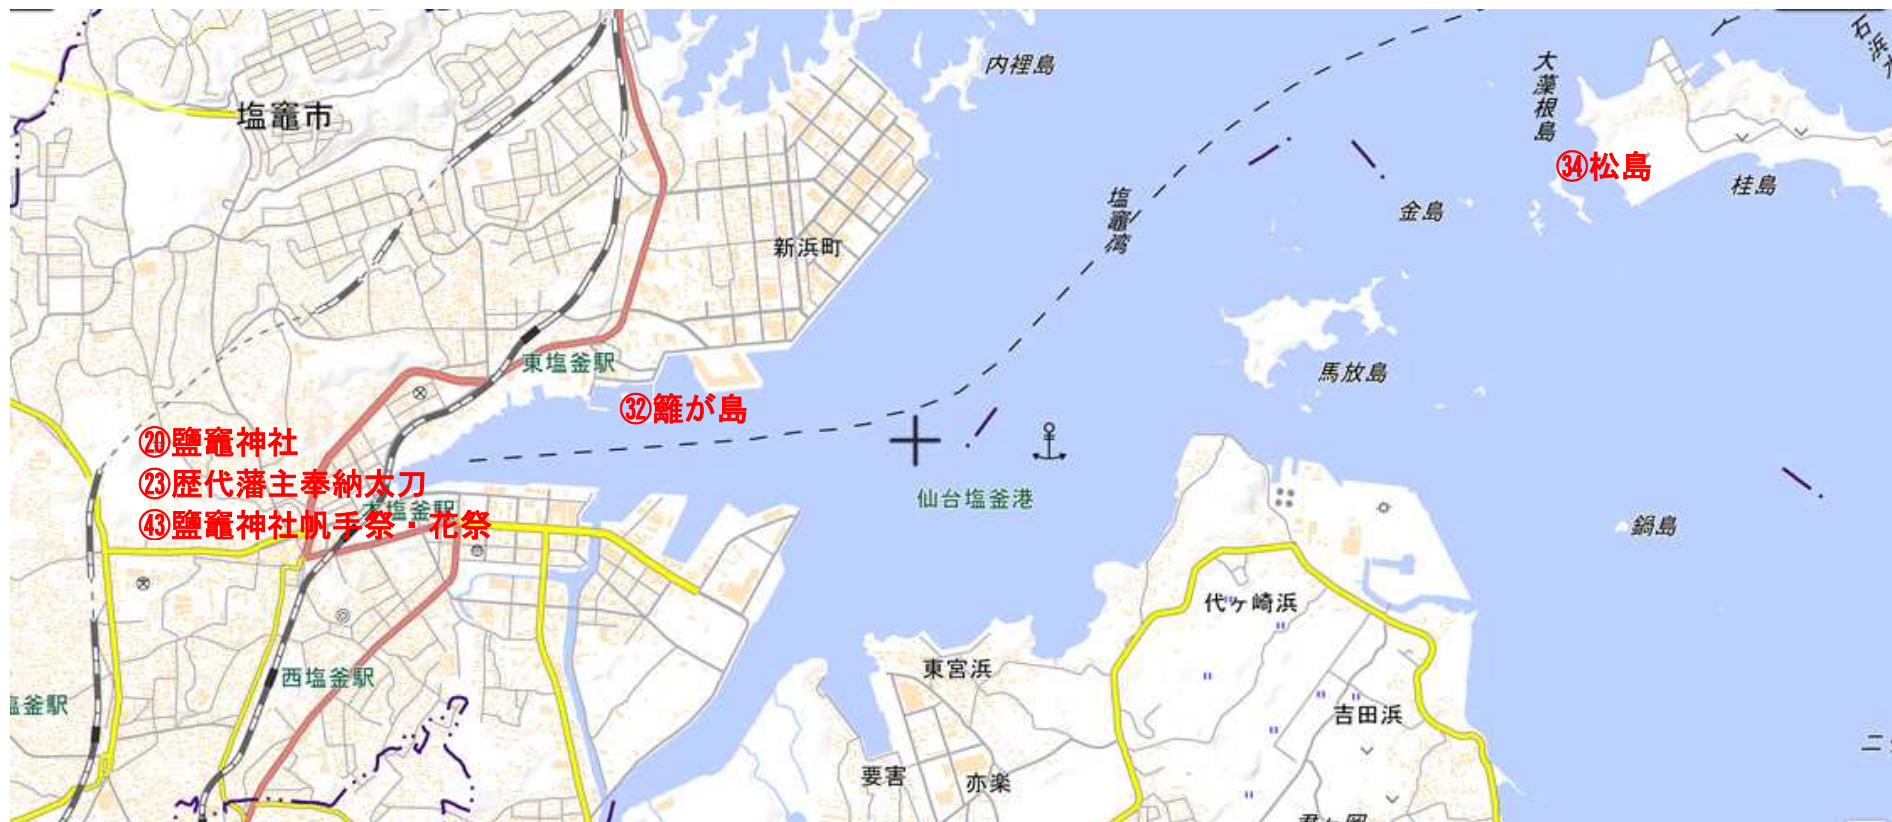 内裡島
大藻根島
塩竈市
㉞松島
桂島
塩竈湾
金島
新浜町
東塩釜駅
馬放島
㉜籬が島
⑳鹽竈神社
㉓歴代藩主奉納太刀
本塩釜駅
㊸鹽竈神社帆手祭・花祭
仙台塩釜港
鍋島
代ヶ崎浜
東宮浜
西塩釜駅
塩釜駅
吉田浜
要害
亦楽